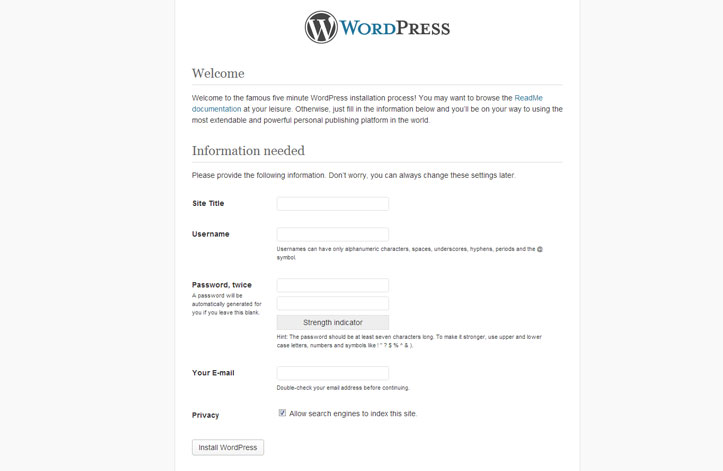 WORDPRESS
Welcome
Welcome to the famous five minute WordPress installation process! You may want to browse the ReadMe
documentation at your leisure. Otherwise, just fill in the information below and you'll be on your way to using the
most extendable and powerful personal publishing platform in the world.
Information needed
Please provide the following information. Don't worry, you can always change these settings later.
Site Title
Username
Usernames can have only alphanumeric characters, spaces, underscores, hyphens, periods and the @
symbol.
Password, twice
A password will be
automatically generated for
you if you leave this blank.
Strength indicator
Hint: The password should be at least seven characters long. To make it stronger, use upper and lower
case letters, numbers and symbols like ! " ? $ % ^ & ).
Your E-mail
Double-check your email address before continuing.
Privacy
Allow search engines to index this site.
Install WordPress